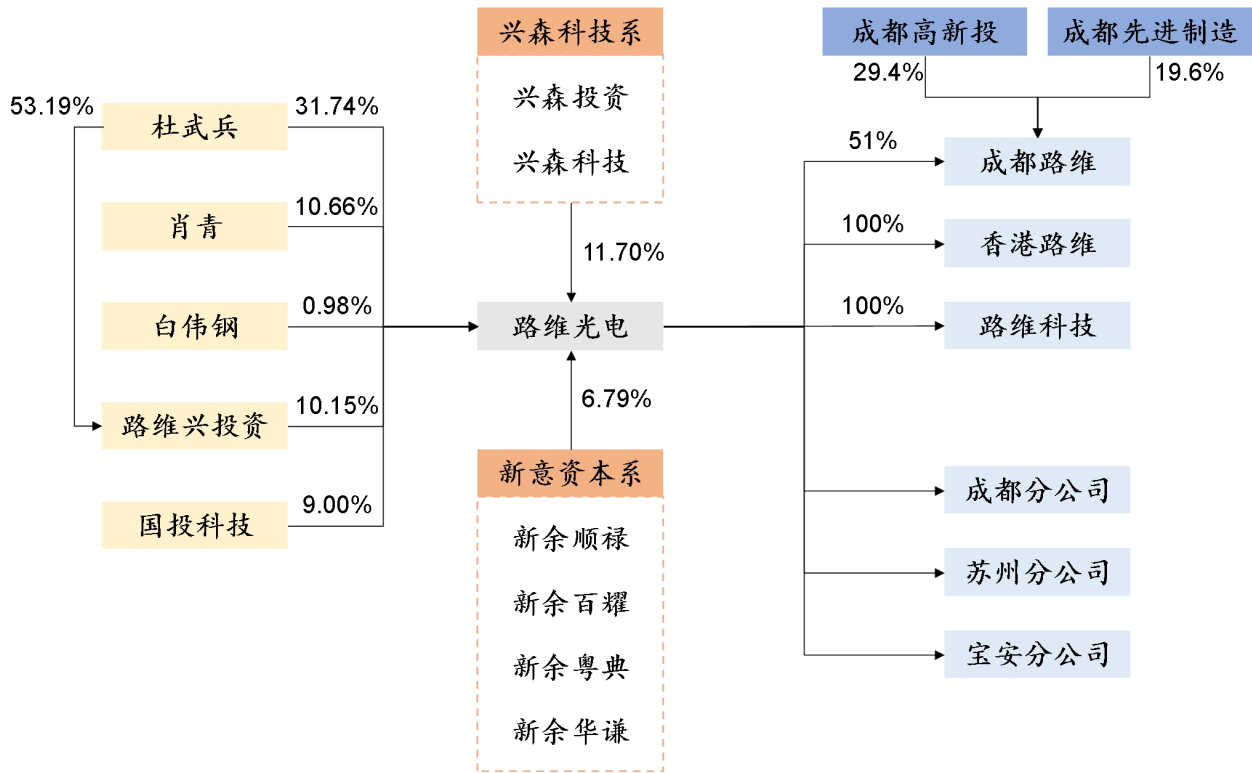 兴森科技系
兴森投资
兴森科技
成都高新投
成都先进制造
29.4%
19.6%
53.19%
杜武兵
31.74%
肖青
10.66%
白伟钢
0.98%
路维兴投资
10.15%
国投科技
9.00%
11.70%
路维光电
6.79%
新意资本系
新余顺禄
新余百耀
新余粤典
新余华谦
51%
成都路维
100%
香港路维
100%
路维科技
成都分公司
苏州分公司
宝安分公司